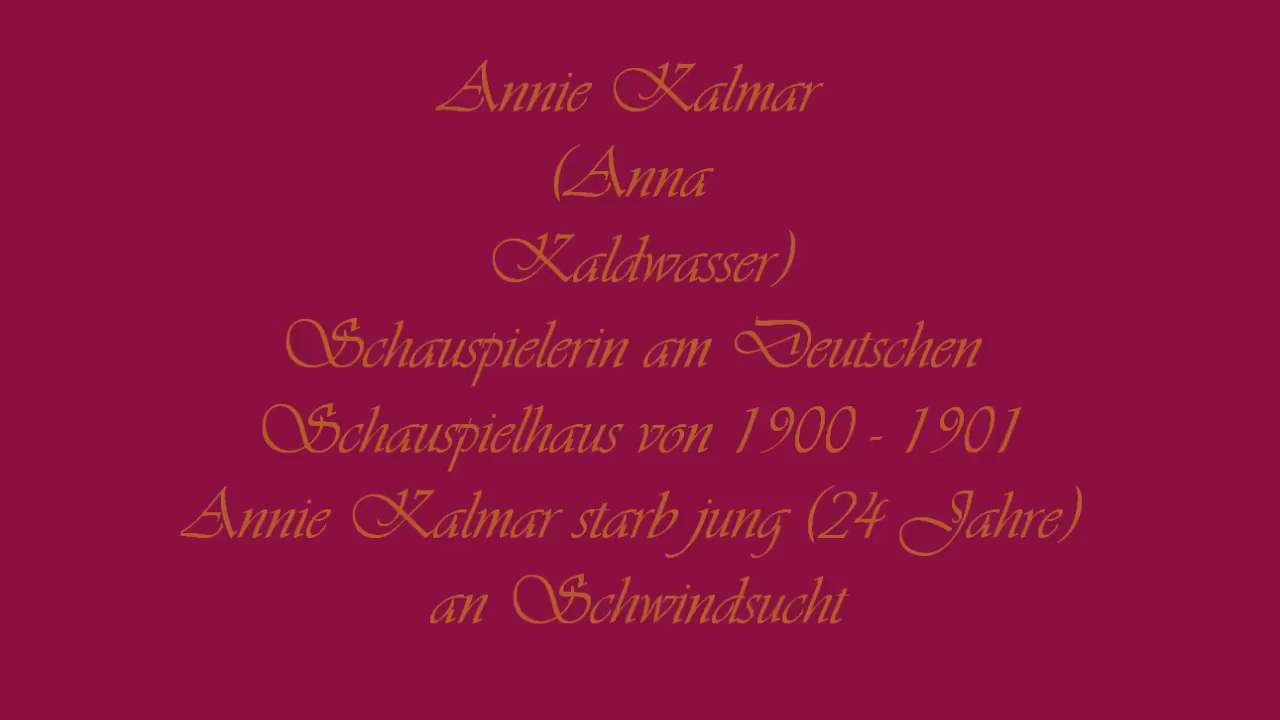 Annie Kalmar
(Anna
Kaldwasser)
Schauspielerin am Deutschen
Schauspielhaus von 1900 - 1901
Annie Kalmar starb jung (24 Jahre)
an Schwindsucht